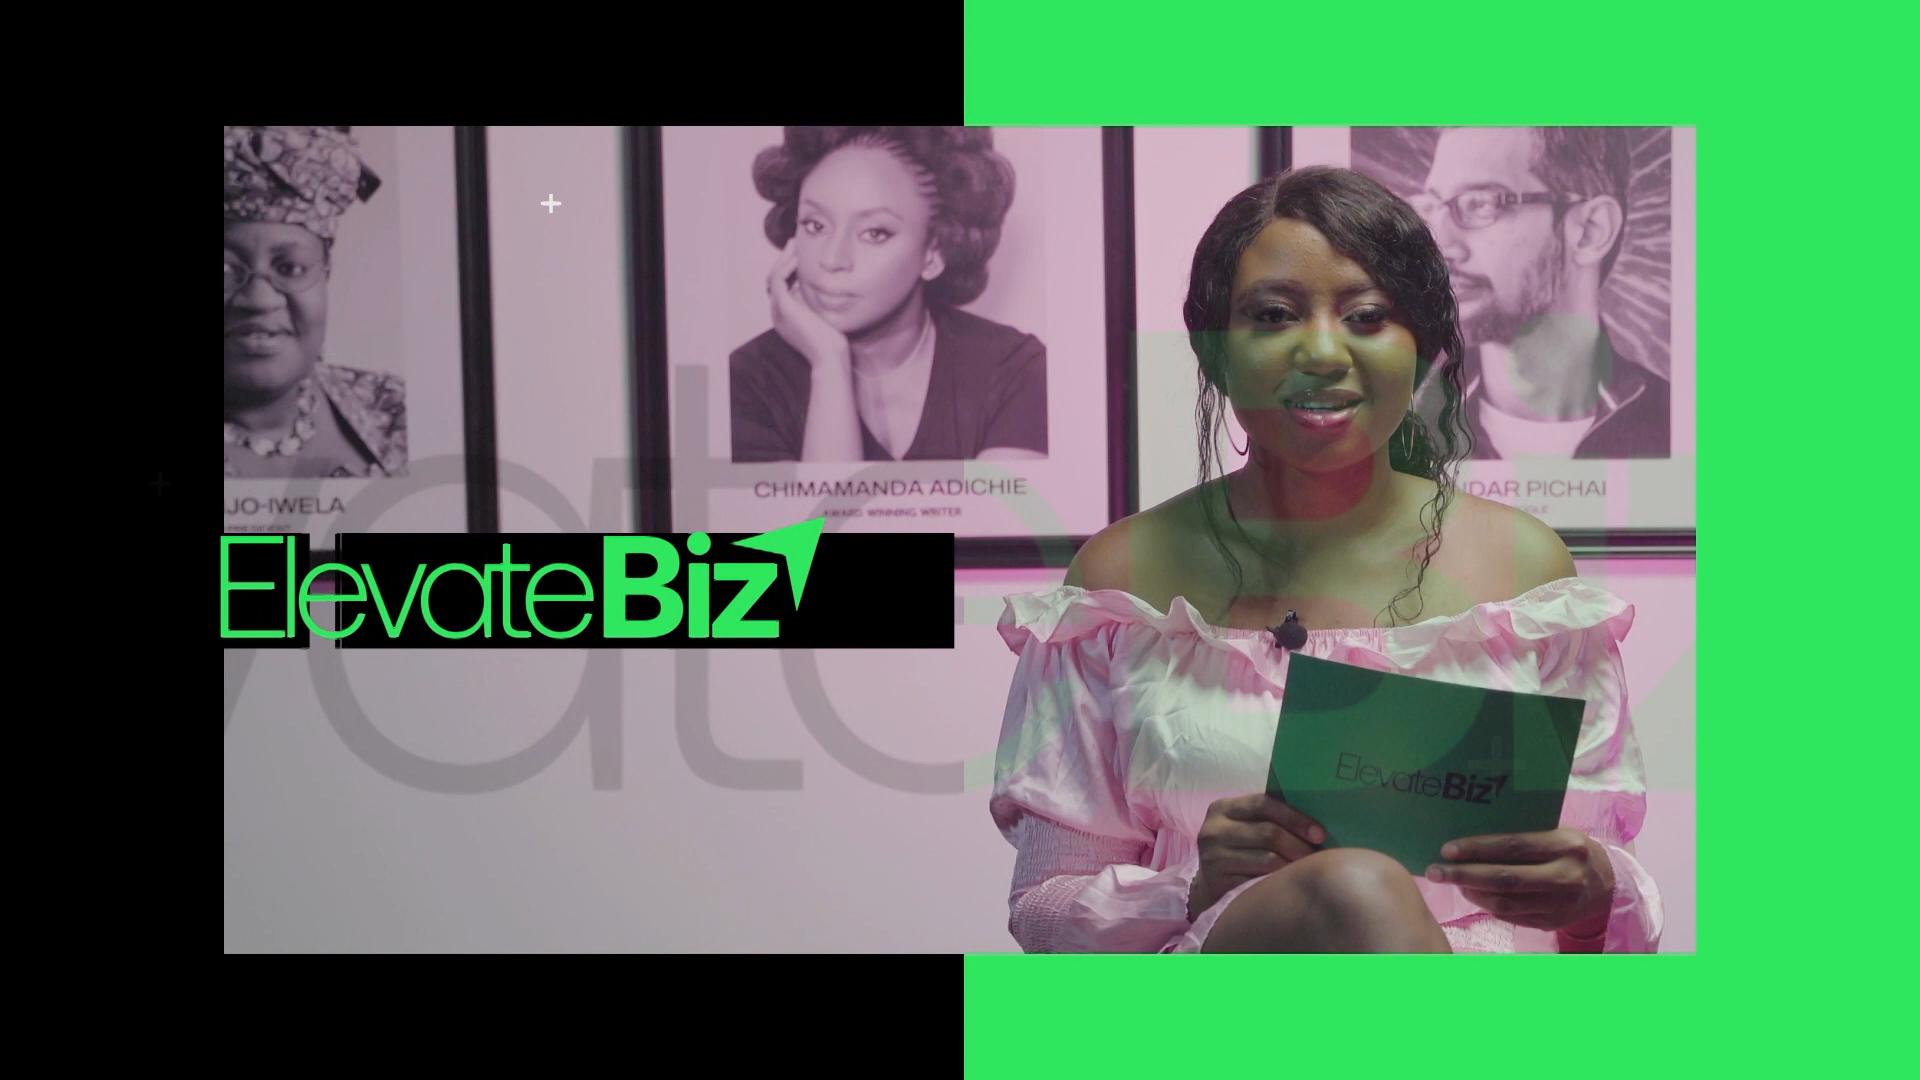 CHIMAMANDA ADICHIE
AWARD WINNING WRITER
JO-IWELA
NDAR PICHAI
ElevateBiz
ElevateBiz